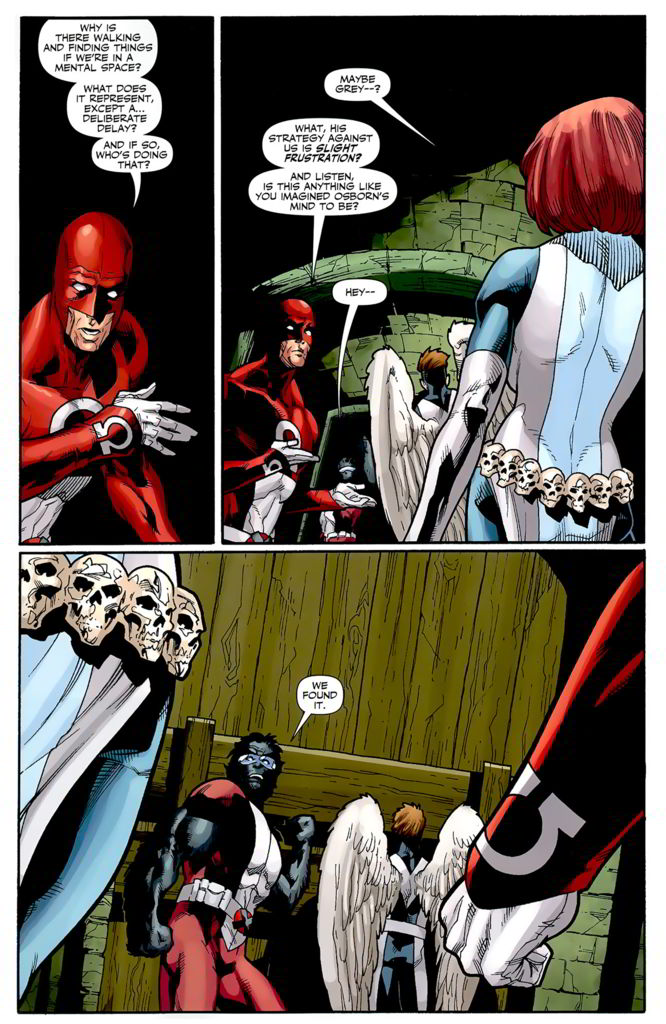 WHY IS
THERE WALKING
AND FINDING THINGS
IF WE'RE IN A
MENTAL SPACE?
WHAT DOES
IT REPRESENT,
EXCEPT A...
DELIBERATE
DELAY?
AND IF SO,
WHO'S DOING
THAT?
MAYBE
GREY--?
WHAT, HIS
STRATEGY AGAINST
US IS SLIGHT
FRUSTRATION?
AND LISTEN,
IS THIS ANYTHING LIKE
YOU IMAGINED OSBORN'S
MIND TO BE?
HEY--
5
WE
FOUND
IT.
5